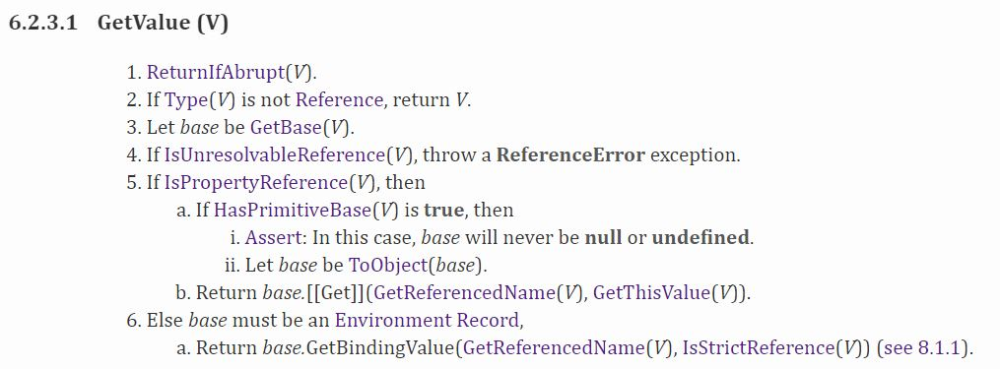 6.2.3.1 GetValue (V)
1. ReturnIfAbrupt(V).
2. If Type(V) is not Reference, return V.
3. Let base be GetBase(V).
4. If IsUnresolvableReference(V), throw a ReferenceError exception.
5. If IsPropertyReference(V), then
a. If HasPrimitiveBase(V) is true, then
i. Assert: In this case, base will never be null or undefined.
ii. Let base be ToObject(base).
b. Return base.[[Get]](GetReferencedName(V), GetThisValue(V)).
6. Else base must be an Environment Record,
a. Return base.GetBindingValue(GetReferencedName(V), IsStrictReference(V)) (see 8.1.1).